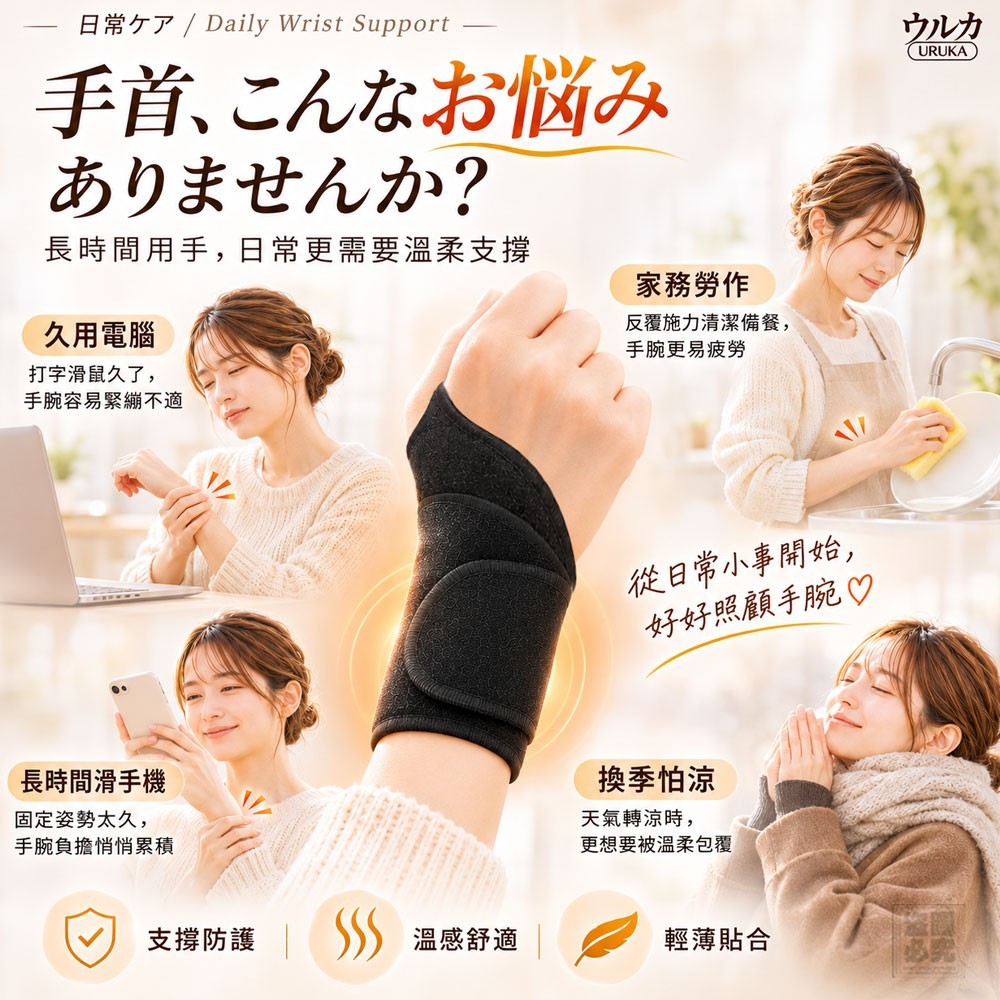 日常ケア / Daily Wrist Support
ウルカ
URUKA
手首、こんなお悩み
ありませんか?
長時間用手,日常更需要溫柔支撐
久用電腦
打字滑鼠久了,
手腕容易緊繃不適
家務勞作
反覆施力清潔備餐,
手腕更易疲勞
從日常小事開始,
好好照顧手腕♡
長時間滑手機
固定姿勢太久,
手腕負擔悄悄累積
換季怕涼
天氣轉涼時,
更想要被溫柔包覆
支撐防護
溫感舒適
輕薄貼合
盜圖
必究